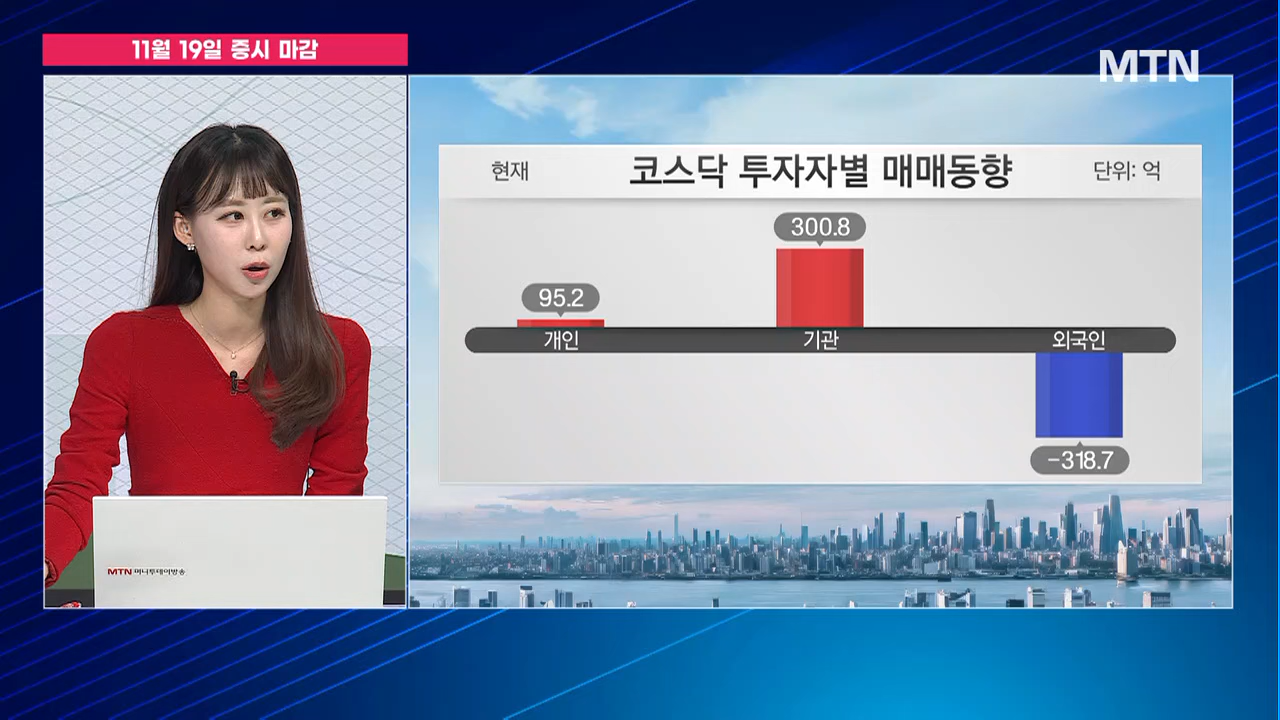 11월 19일 증시 마감
MTN
현재
코스닥 투자자별 매매동향
단위: 억
95.2
300.8
개인
기관
외국인
-318.7
MTN 머니투데이방송